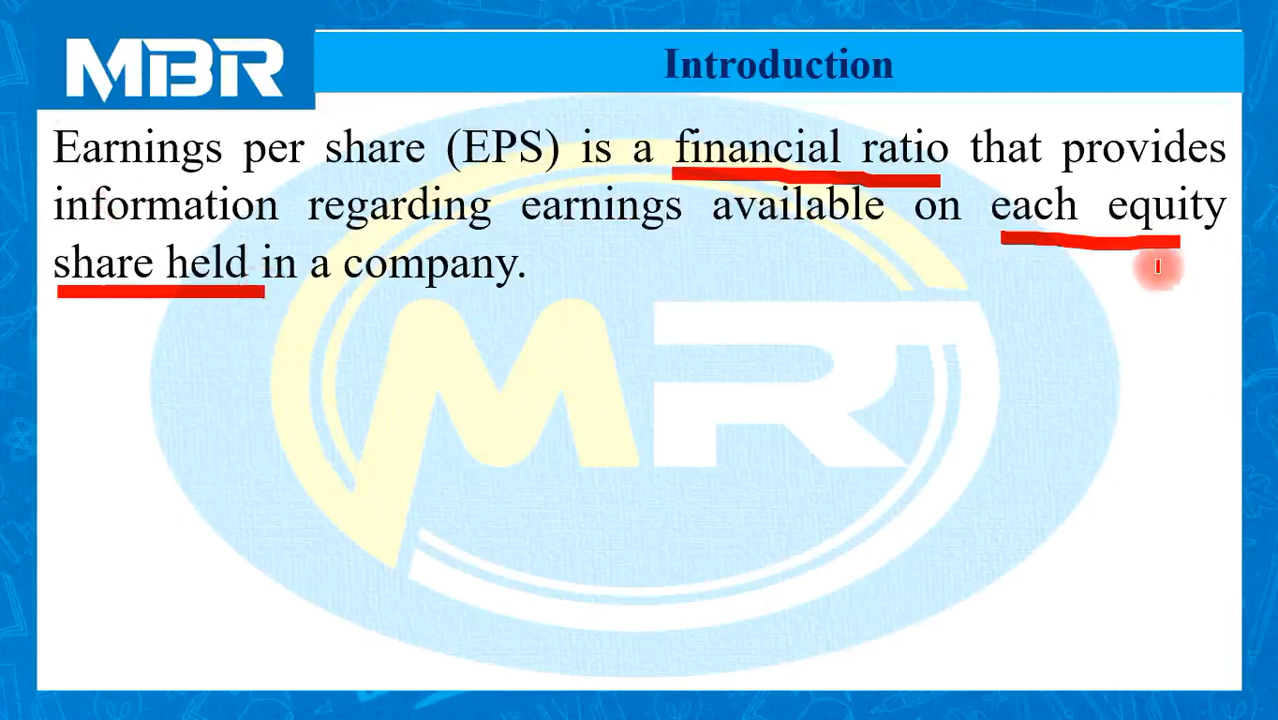 MBR
Introduction
Earnings per share (EPS) is a financial ratio that provides
information regarding earnings available on each equity
share held in a company.
MRT